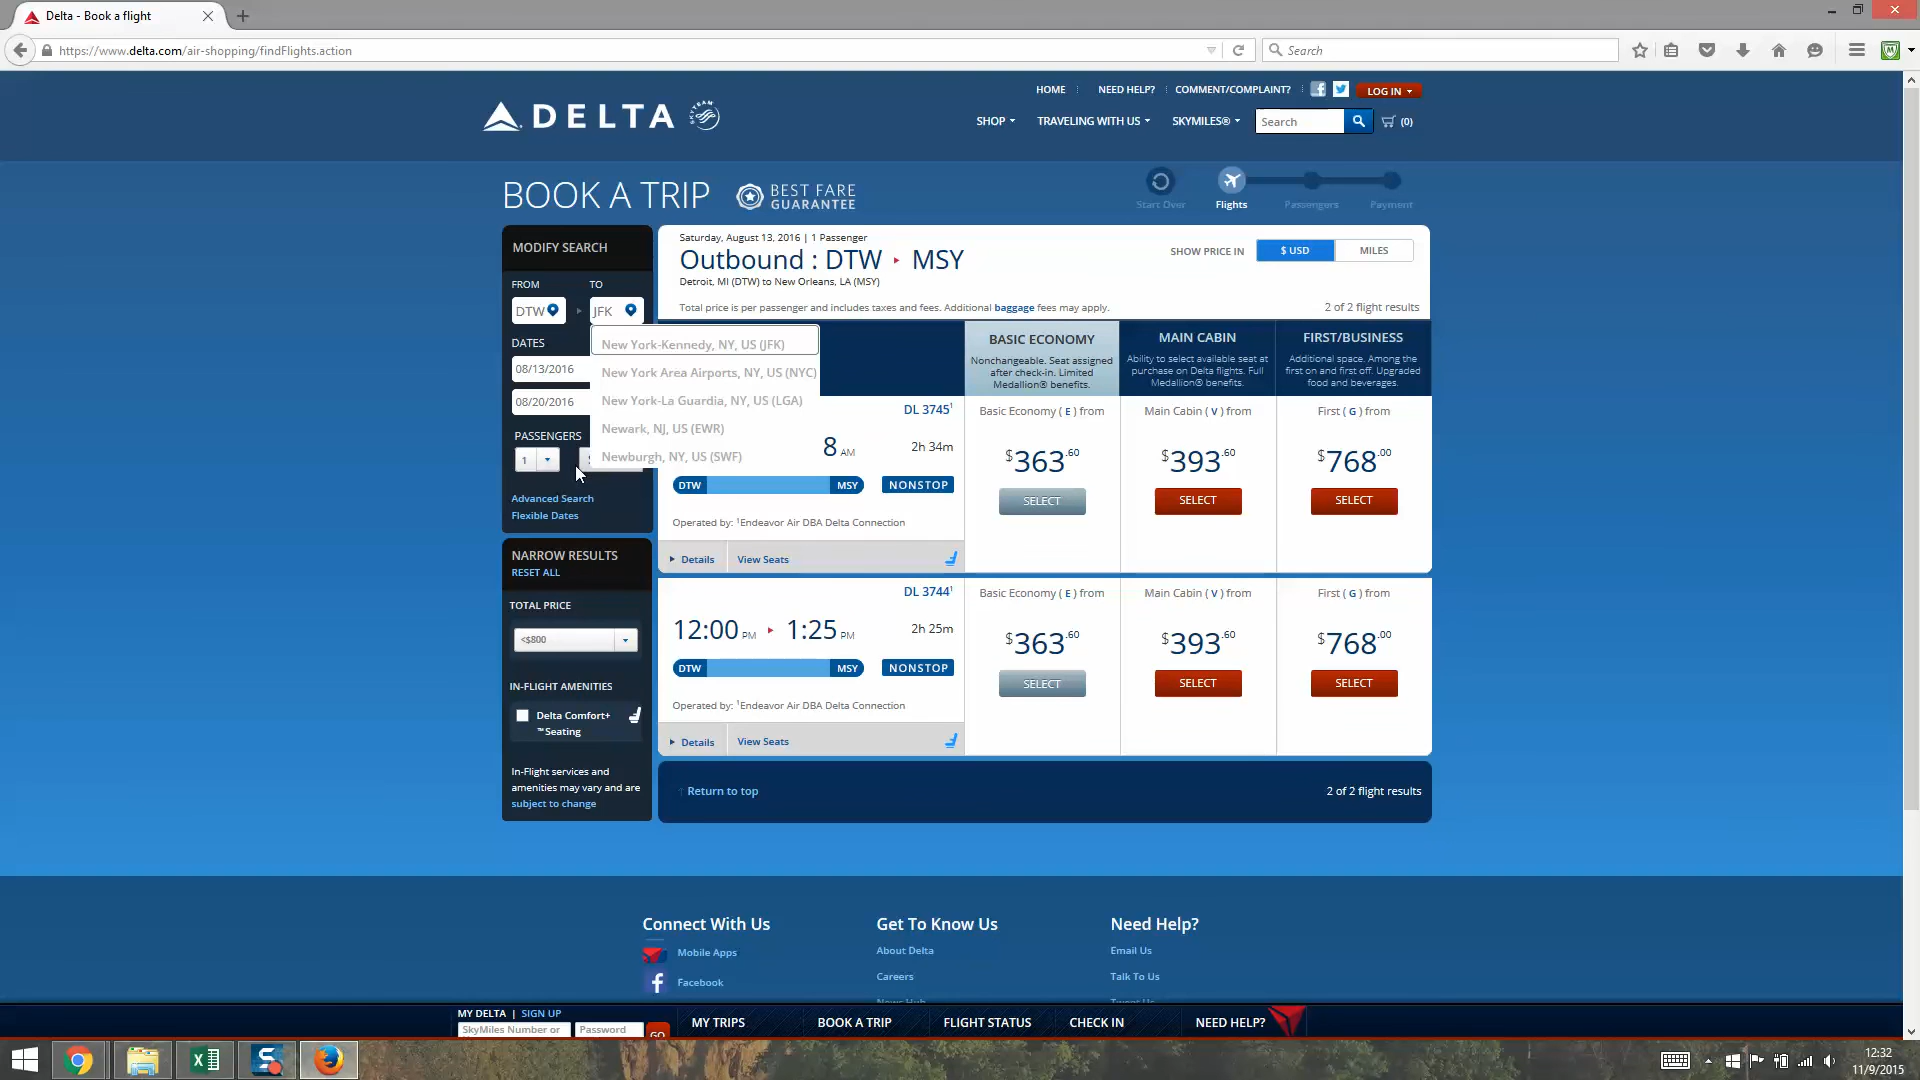 Delta - Book a flight
https://www.delta.com/air-shopping/findFlights.action
Search
HOME
NEED HELP?
COMMENT/COMPLAINT?
LOG IN
DELTA
SKYTEAM
SHOP
TRAVELING WITH US
SKYMILES®
Search
(0)
BOOK A TRIP
BEST FARE
GUARANTEE
Start Over
Flights
Passengers
Payment
MODIFY SEARCH
FROM
TO
DTW
JFK
New York-Kennedy, NY, US (JFK)
New York Area Airports, NY, US (NYC)
New York-La Guardia, NY, US (LGA)
Newark, NJ, US (EWR)
Newburgh, NY, US (SWF)
DATES
08/13/2016
08/20/2016
PASSENGERS
1
Advanced Search
Flexible Dates
NARROW RESULTS
RESET ALL
TOTAL PRICE
<$800
IN-FLIGHT AMENITIES
Delta Comfort+
™Seating
In-Flight services and
amenities may vary and are
subject to change
Saturday, August 13, 2016 | 1 Passenger
Outbound : DTW MSY
Detroit, MI (DTW) to New Orleans, LA (MSY)
Total price is per passenger and includes taxes and fees. Additional baggage fees may apply.
SHOW PRICE IN
$ USD
MILES
2 of 2 flight results
BASIC ECONOMY
Nonchangeable. Seat assigned
after check-in. Limited
Medallion® benefits.
MAIN CABIN
Ability to select available seat at
purchase on Delta flights. Full
Medallion® benefits.
FIRST/BUSINESS
Additional space. Among the
first on and first off. Upgraded
food and beverages.
DL 3745¹
8 AM
2h 34m
DTW
MSY
NONSTOP
Operated by: ¹Endeavor Air DBA Delta Connection
Details
View Seats
Basic Economy ( E ) from
$363.60
SELECT
Main Cabin ( V ) from
$393.60
SELECT
First ( G ) from
$768.00
SELECT
DL 3744¹
12:00 PM
1:25 PM
2h 25m
DTW
MSY
NONSTOP
Operated by: ¹Endeavor Air DBA Delta Connection
Details
View Seats
Basic Economy ( E ) from
$363.60
SELECT
Main Cabin ( V ) from
$393.60
SELECT
First ( G ) from
$768.00
SELECT
Return to top
2 of 2 flight results
Connect With Us
Mobile Apps
Facebook
Get To Know Us
About Delta
Careers
News Hub
Need Help?
Email Us
Talk To Us
Tweet Us
MY DELTA | SIGN UP
SkyMiles Number or
Password
GO
MY TRIPS
BOOK A TRIP
FLIGHT STATUS
CHECK IN
NEED HELP?
12:32
11/9/2015